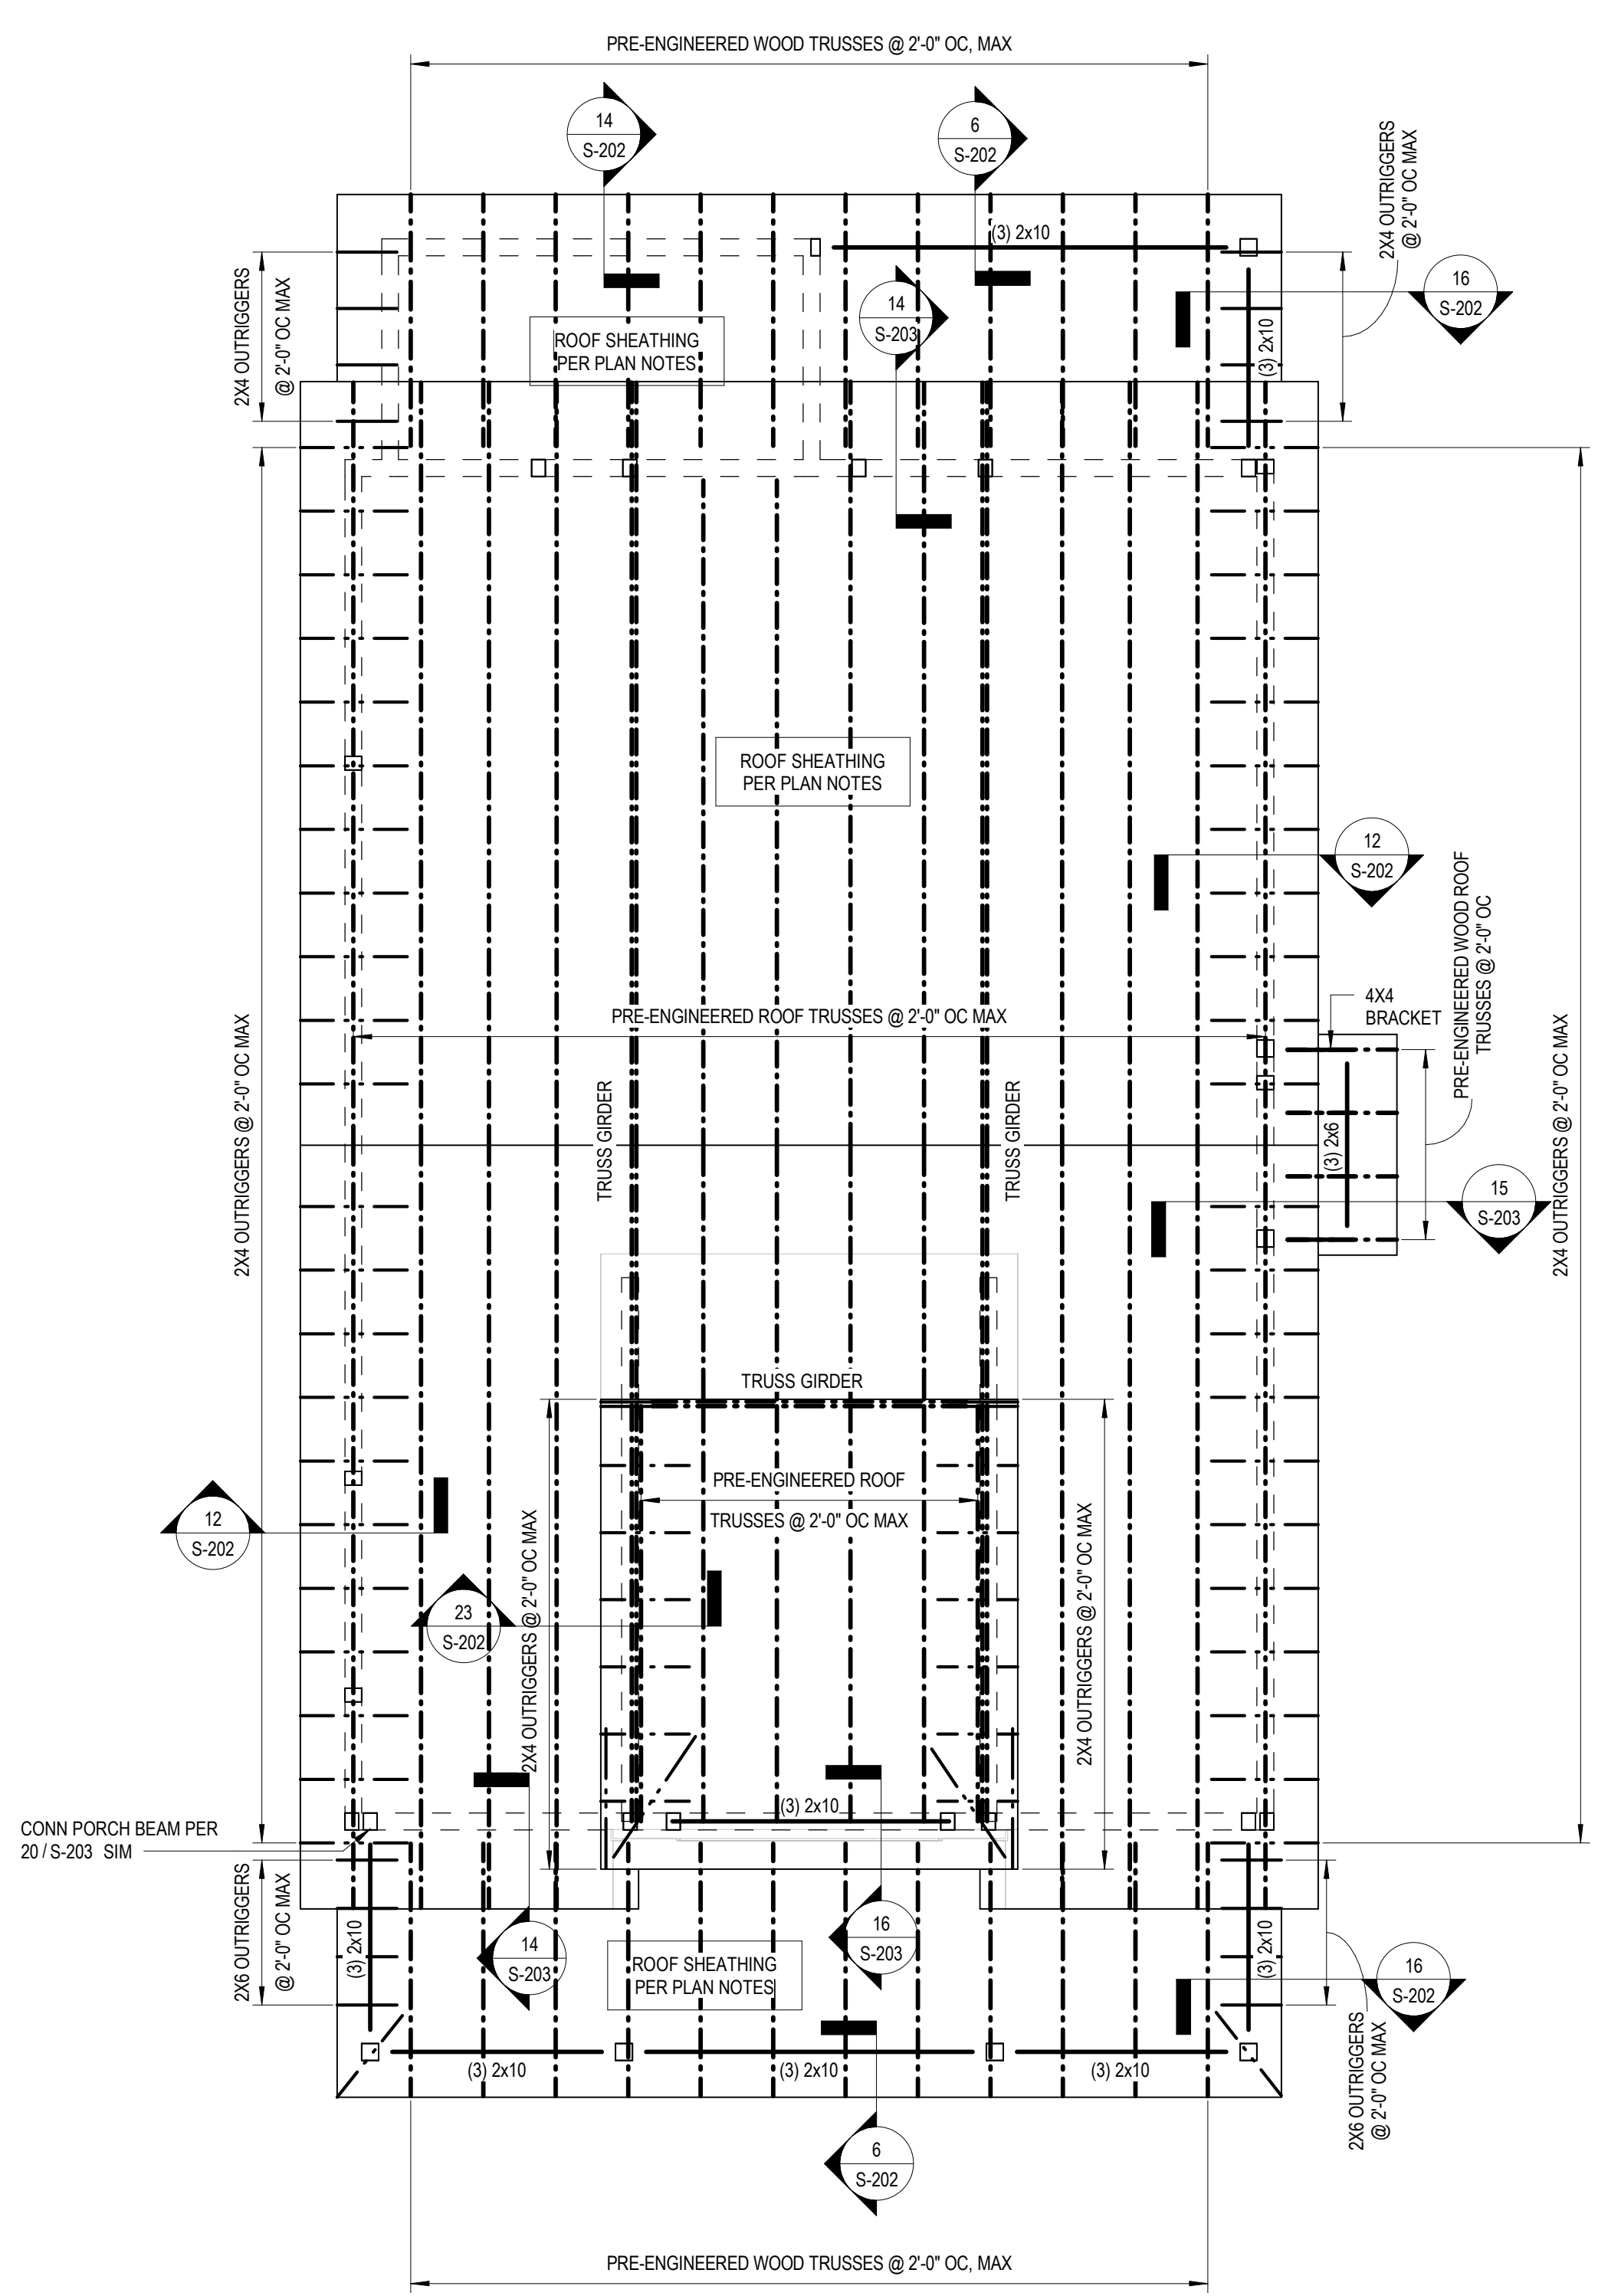 PRE-ENGINEERED WOOD TRUSSES @ 2'-0" OC, MAX
14
S-202
6
S-202
2X4 OUTRIGGERS
@ 2'-0" OC MAX
(3) 2x10
2X4 OUTRIGGERS
@ 2'-0" OC MAX
16
S-202
14
S-203
ROOF SHEATHING
PER PLAN NOTES
(3) 2x10
ROOF SHEATHING
PER PLAN NOTES
12
S-202
PRE-ENGINEERED WOOD ROOF
TRUSSES @ 2'-0" OC
4X4
BRACKET
PRE-ENGINEERED ROOF TRUSSES @ 2'-0" OC MAX
2X4 OUTRIGGERS @ 2'-0" OC MAX
TRUSS GIRDER
TRUSS GIRDER
(3) 2x6
2X4 OUTRIGGERS @ 2'-0" OC MAX
15
S-203
TRUSS GIRDER
PRE-ENGINEERED ROOF
TRUSSES @ 2'-0" OC MAX
12
S-202
2X4 OUTRIGGERS @ 2'-0" OC MAX
2X4 OUTRIGGERS @ 2'-0" OC MAX
23
S-202
(3) 2x10
CONN PORCH BEAM PER
20 / S-203 SIM
2X6 OUTRIGGERS
@ 2'-0" OC MAX
(3) 2x10
14
S-203
16
S-203
ROOF SHEATHING
PER PLAN NOTES
(3) 2x10
16
S-202
2X6 OUTRIGGERS
@ 2'-0" OC MAX
(3) 2x10
(3) 2x10
(3) 2x10
6
S-202
PRE-ENGINEERED WOOD TRUSSES @ 2'-0" OC, MAX